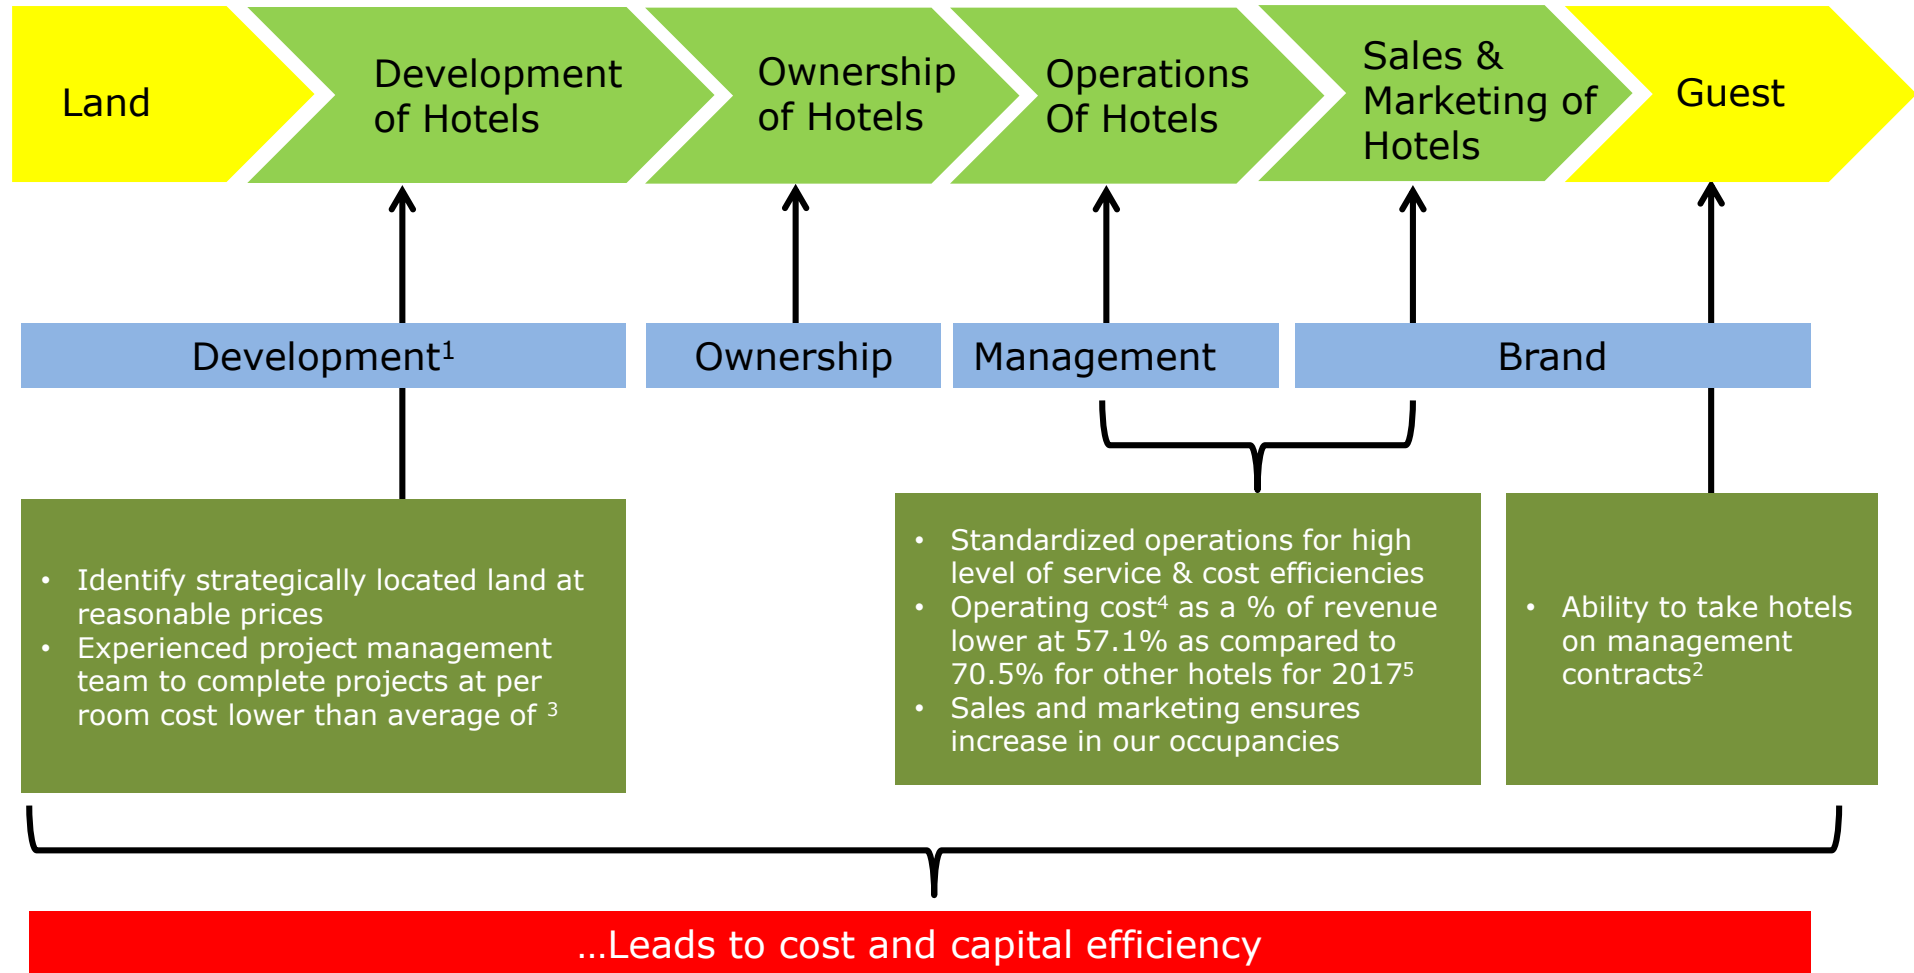 Land
Development
of Hotels
Ownership
of Hotels
Operations
Of Hotels
Sales &
Marketing of
Hotels
Guest
Development1
Ownership
Management
Brand
• Identify strategically located land at
reasonable prices
• Experienced project management
team to complete projects at per
room cost lower than average of 3
• Standardized operations for high
level of service & cost efficiencies
• Operating cost4 as a % of revenue
lower at 57.1% as compared to
70.5% for other hotels for 20175
• Sales and marketing ensures
increase in our occupancies
• Ability to take hotels
on management
contracts2
…Leads to cost and capital efficiency